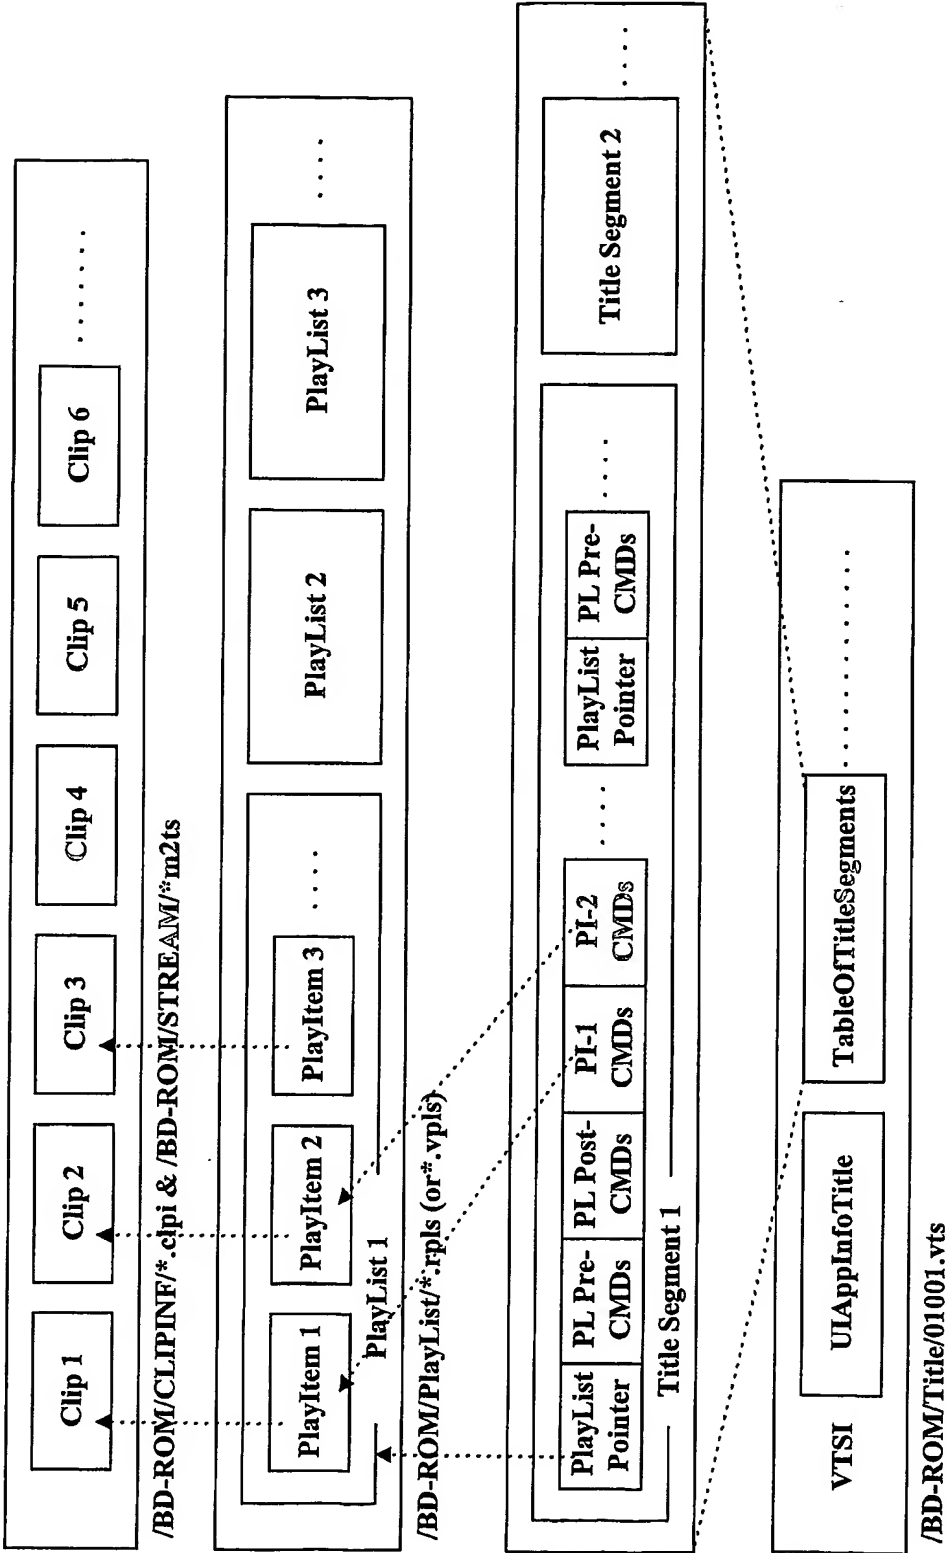 Clip 1
Clip 2
Clip 3
Clip 4
Clip 5
Clip 6
. . . . . . .
/BD-ROM/CLIPINF/*.clpi & /BD-ROM/STREAM/*m2ts
PlayItem 1
PlayItem 2
PlayItem 3
. . . .
PlayList 1
PlayList 2
PlayList 3
. . . .
/BD-ROM/PlayList/*.rpls (or*.vpls)
PlayList
Pointer
PL Pre-
CMDs
PL Post-
CMDs
PI-1
CMDs
PI-2
CMDs
. . . .
PlayList
Pointer
PL Pre-
CMDs
. . . .
Title Segment 1
Title Segment 2
. . . .
VTSI
UIAppInfoTitle
TableOfTitleSegments
. . . . . . . . . . . .
/BD-ROM/Title/01001.vts